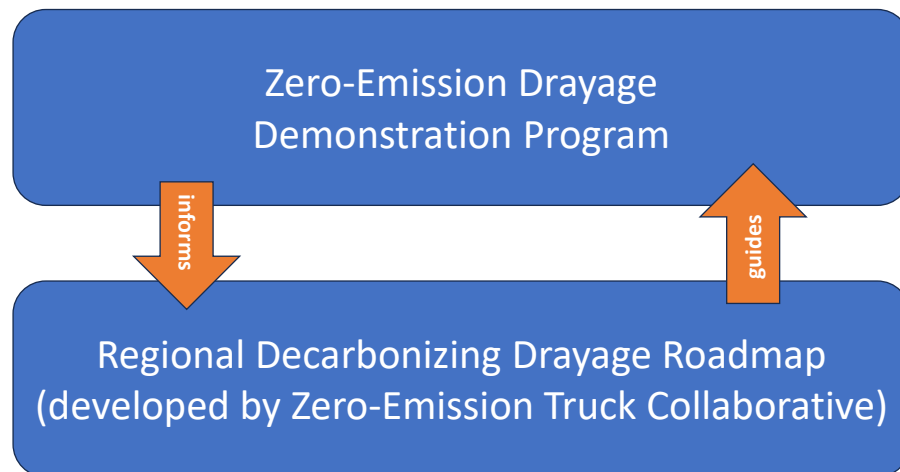 Zero-Emission Drayage
Demonstration Program
informs
guides
Regional Decarbonizing Drayage Roadmap
(developed by Zero-Emission Truck Collaborative)